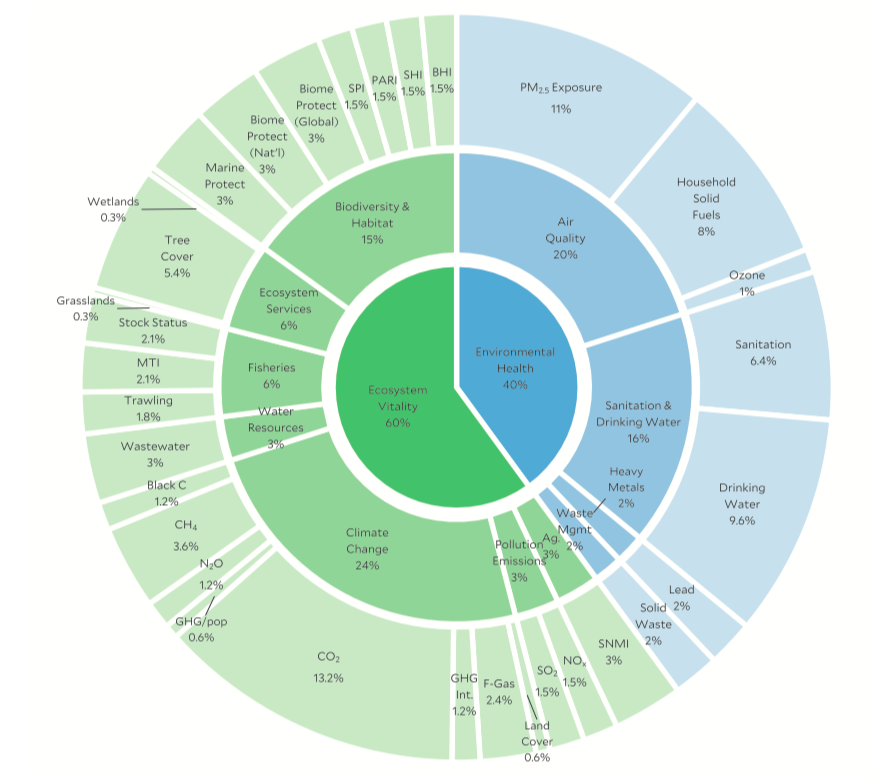 Environmental
Health
40%
Ecosystem
Vitality
60%
Air
Quality
20%
Sanitation &
Drinking Water
16%
Heavy
Metals
2%
Waste
Mgmt
2%
Ag.
3%
Pollution
Emissions
3%
Climate
Change
24%
Water
Resources
3%
Fisheries
6%
Ecosystem
Services
6%
Biodiversity &
Habitat
15%
PM2.5 Exposure
11%
Household
Solid
Fuels
8%
Ozone
1%
Sanitation
6.4%
Drinking
Water
9.6%
Lead
2%
Solid
Waste
2%
SNMI
3%
NOx
1.5%
SO2
1.5%
Land
Cover
0.6%
F-Gas
2.4%
GHG
Int.
1.2%
CO2
13.2%
GHG/pop
0.6%
N2O
1.2%
CH4
3.6%
Black C
1.2%
Wastewater
3%
Trawling
1.8%
MTI
2.1%
Stock Status
2.1%
Grasslands
0.3%
Tree
Cover
5.4%
Wetlands
0.3%
Marine
Protect
3%
Biome
Protect
(Nat'l)
3%
Biome
Protect
(Global)
3%
SPI
1.5%
PARI
1.5%
SHI
1.5%
BHI
1.5%